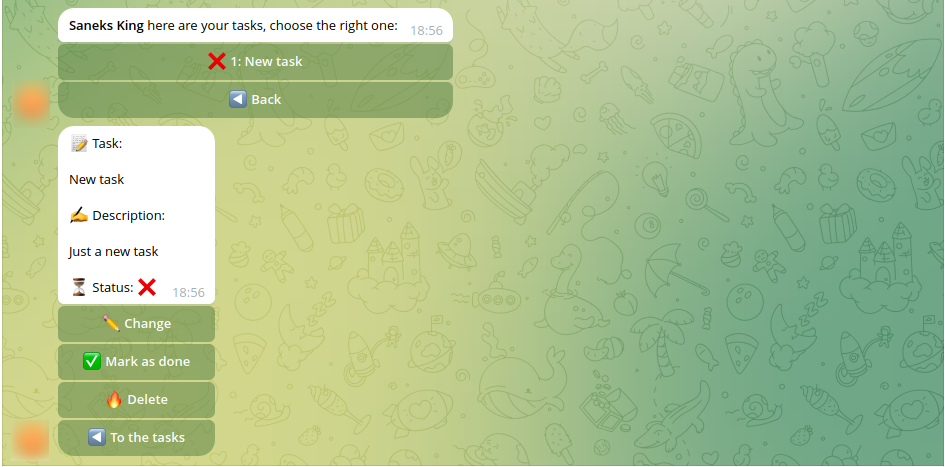 Saneks King here are your tasks, choose the right one: 18:56
❌ 1: New task
◀️ Back
📝 Task:
New task
✍️ Description:
Just a new task
⏳ Status: ❌ 18:56
✏️ Change
✅ Mark as done
🔥 Delete
◀️ To the tasks